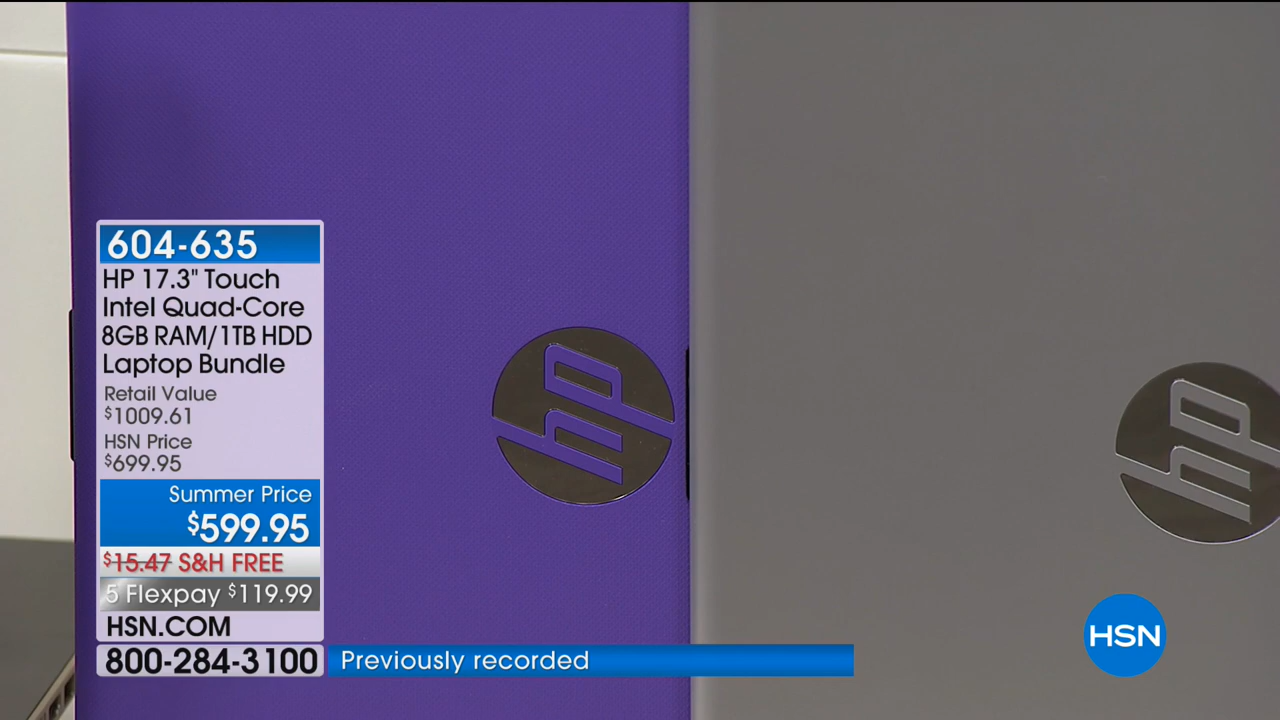 604-635
HP 17.3" Touch
Intel Quad-Core
8GB RAM/1TB HDD
Laptop Bundle
Retail Value
$1009.61
HSN Price
$699.95
Summer Price
$599.95
$15.47 S&H FREE
5 Flexpay $119.99
HSN.COM
800-284-3100
Previously recorded
hp
hp
HSN